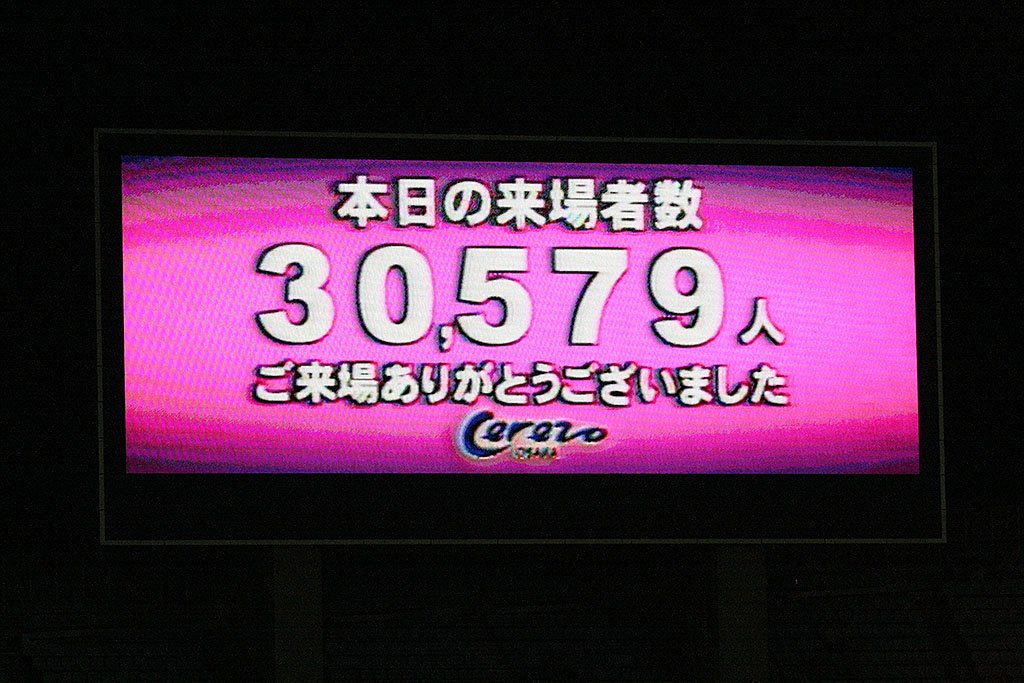 本日の来場者数
30,579人
ご来場ありがとうございました
Cerezo
OSAKA